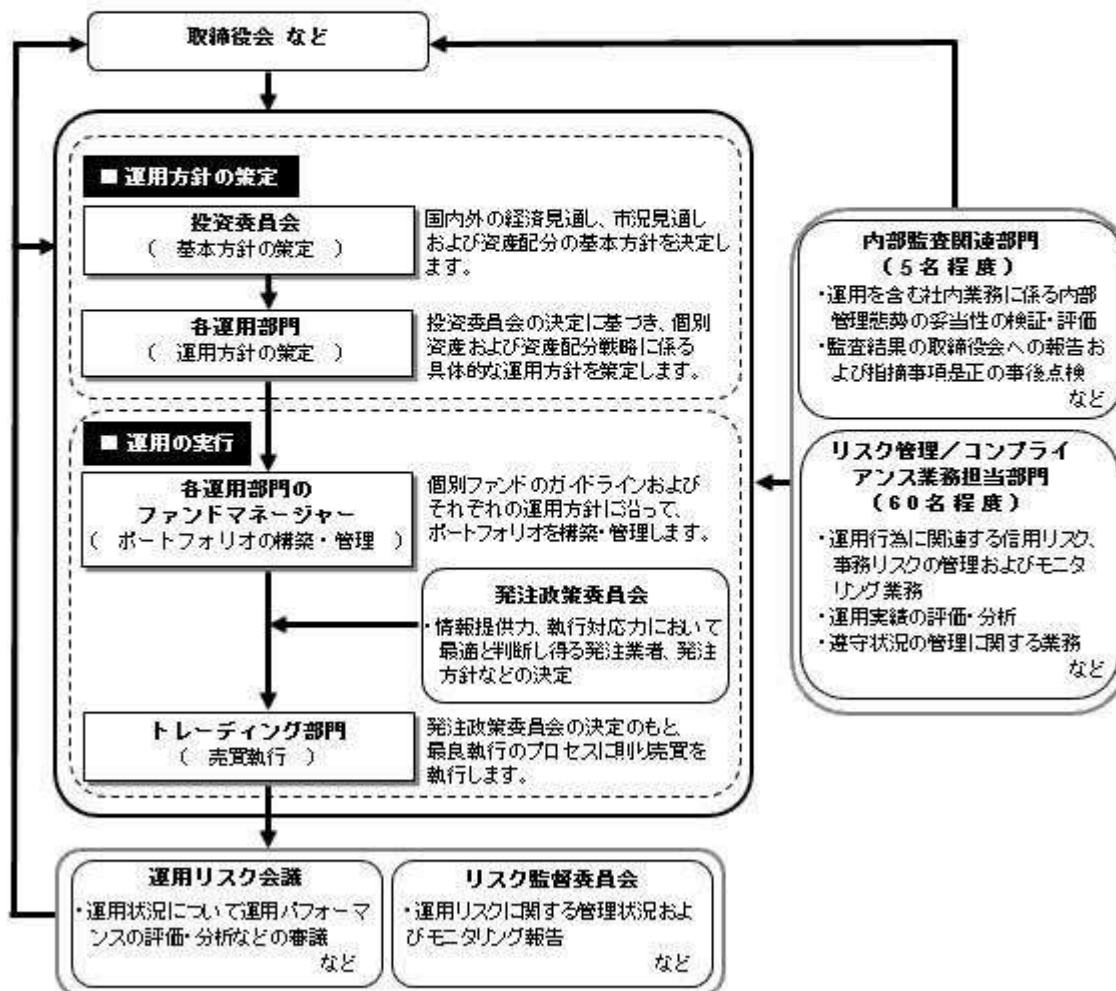 取締役会 など
■ 運用方針の策定
投資委員会
（ 基本方針の策定 ）
国内外の経済見通し、市況見通し
および資産配分の基本方針を決定し
ます。
各運用部門
（ 運用方針の策定 ）
投資委員会の決定に基づき、個別
資産および資産配分戦略に係る
具体的な運用方針を策定します。
■ 運用の実行
各運用部門の
ファンドマネージャー
（ ポートフォリオの構築・管理 ）
個別ファンドのガイドラインおよび
それぞれの運用方針に沿って、
ポートフォリオを構築・管理します。
発注政策委員会
・情報提供力、執行対応力において
最適と判断し得る発注業者、発注
方針などの決定
トレーディング部門
（ 売買執行 ）
発注政策委員会の決定のもと、
最良執行のプロセスに則り売買を
執行します。
内部監査関連部門
（５名程度）
・運用を含む社内業務に係る内部
管理態勢の妥当性の検証・評価
・監査結果の取締役会への報告お
よび指摘事項是正の事後点検
など
リスク管理／コンプライ
アンス業務担当部門
（６０名程度）
・運用行為に関連する信用リスク、
事務リスクの管理およびモニタ
リング業務
・運用実績の評価・分析
・遵守状況の管理に関する業務
など
運用リスク会議
・運用状況について運用パフォーマ
ンスの評価・分析などの審議
など
リスク監督委員会
・運用リスクに関する管理状況およ
びモニタリング報告
など